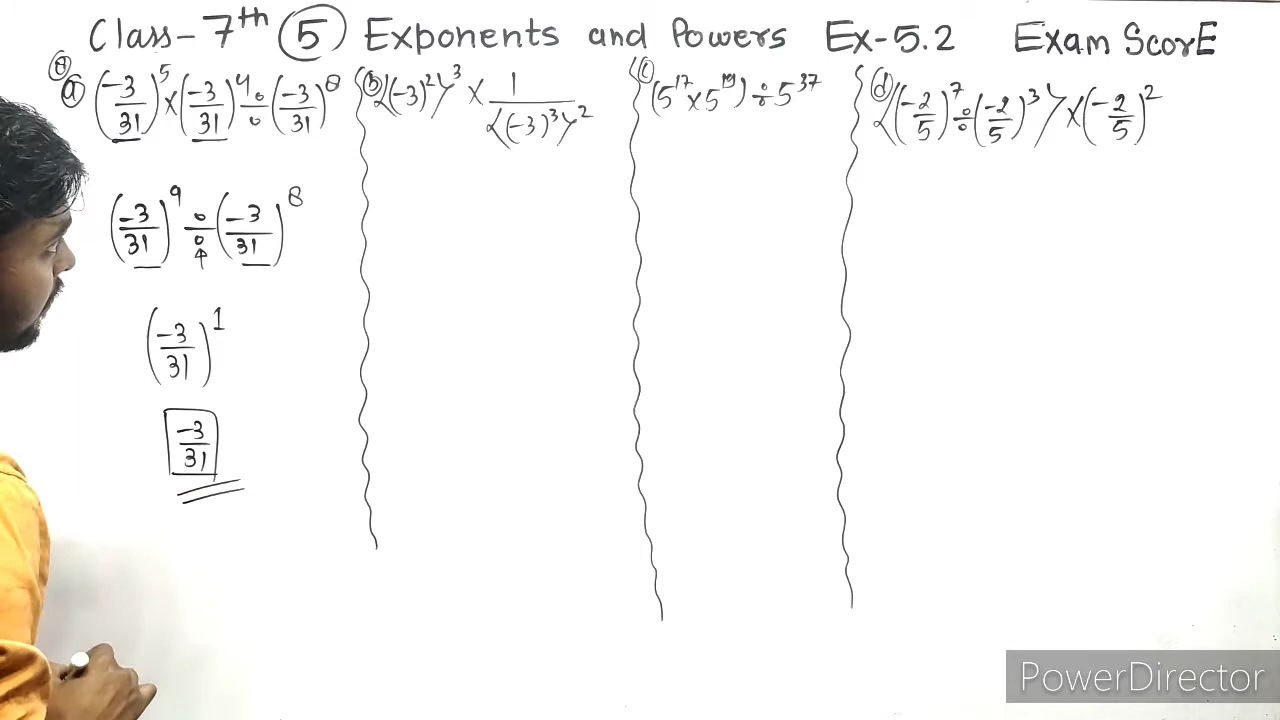 Class-7th (5) Exponents and Powers Ex-5.2 Exam ScorE
a) (-3/31)^5 × (-3/31)^4 ÷ (-3/31)^8
(-3/31)^9 ÷ (-3/31)^8
(-3/31)^1
-3/31
b) {(-3)^2}^3 × 1/{(-3)^3}^2
c) (5^17 × 5^19) ÷ 5^37
d) {(-2/5)^7 ÷ (-2/5)^3} × (-2/5)^2
PowerDirector